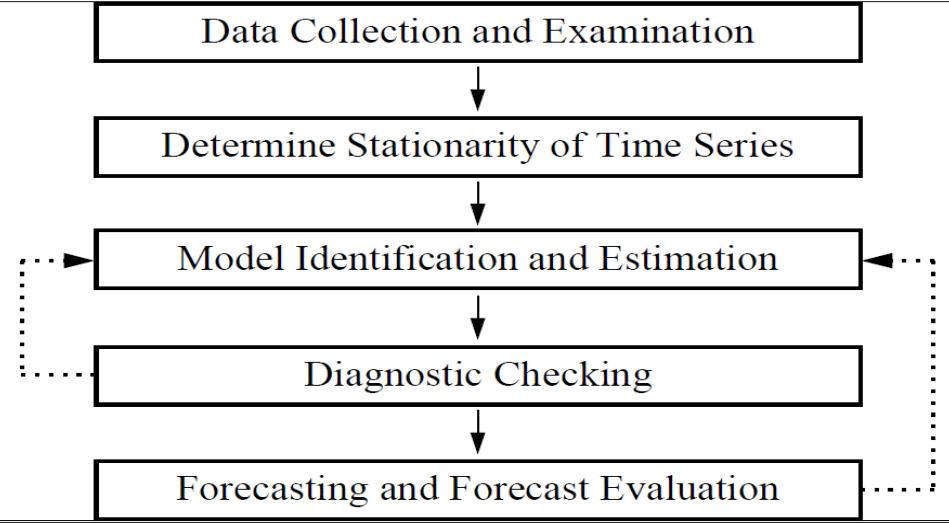 Data Collection and Examination
Determine Stationarity of Time Series
Model Identification and Estimation
Diagnostic Checking
Forecasting and Forecast Evaluation